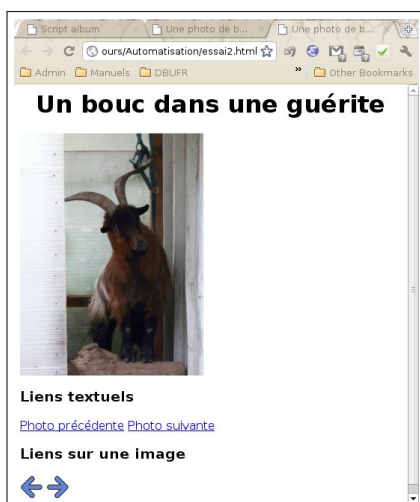 Script album Une photo de b... Une photo de b...
ours/Automatisation/essai2.html
Admin Manuels DBUFR » Other Bookmarks
Un bouc dans une guérite
Liens textuels
Photo précédente Photo suivante
Liens sur une image